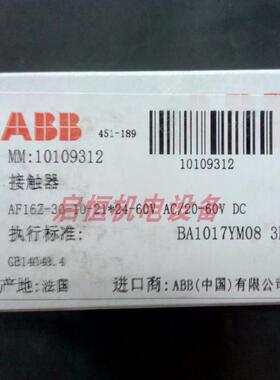 ABB
451-189
MM:10109312
10109312
接触器
启恒机电设备
AF16Z-30-10-21*24-60V AC/20-60V DC
执行标准:
BA1017YM08
GB14048.4
产地: 法国
进口商: ABB(中国)有限